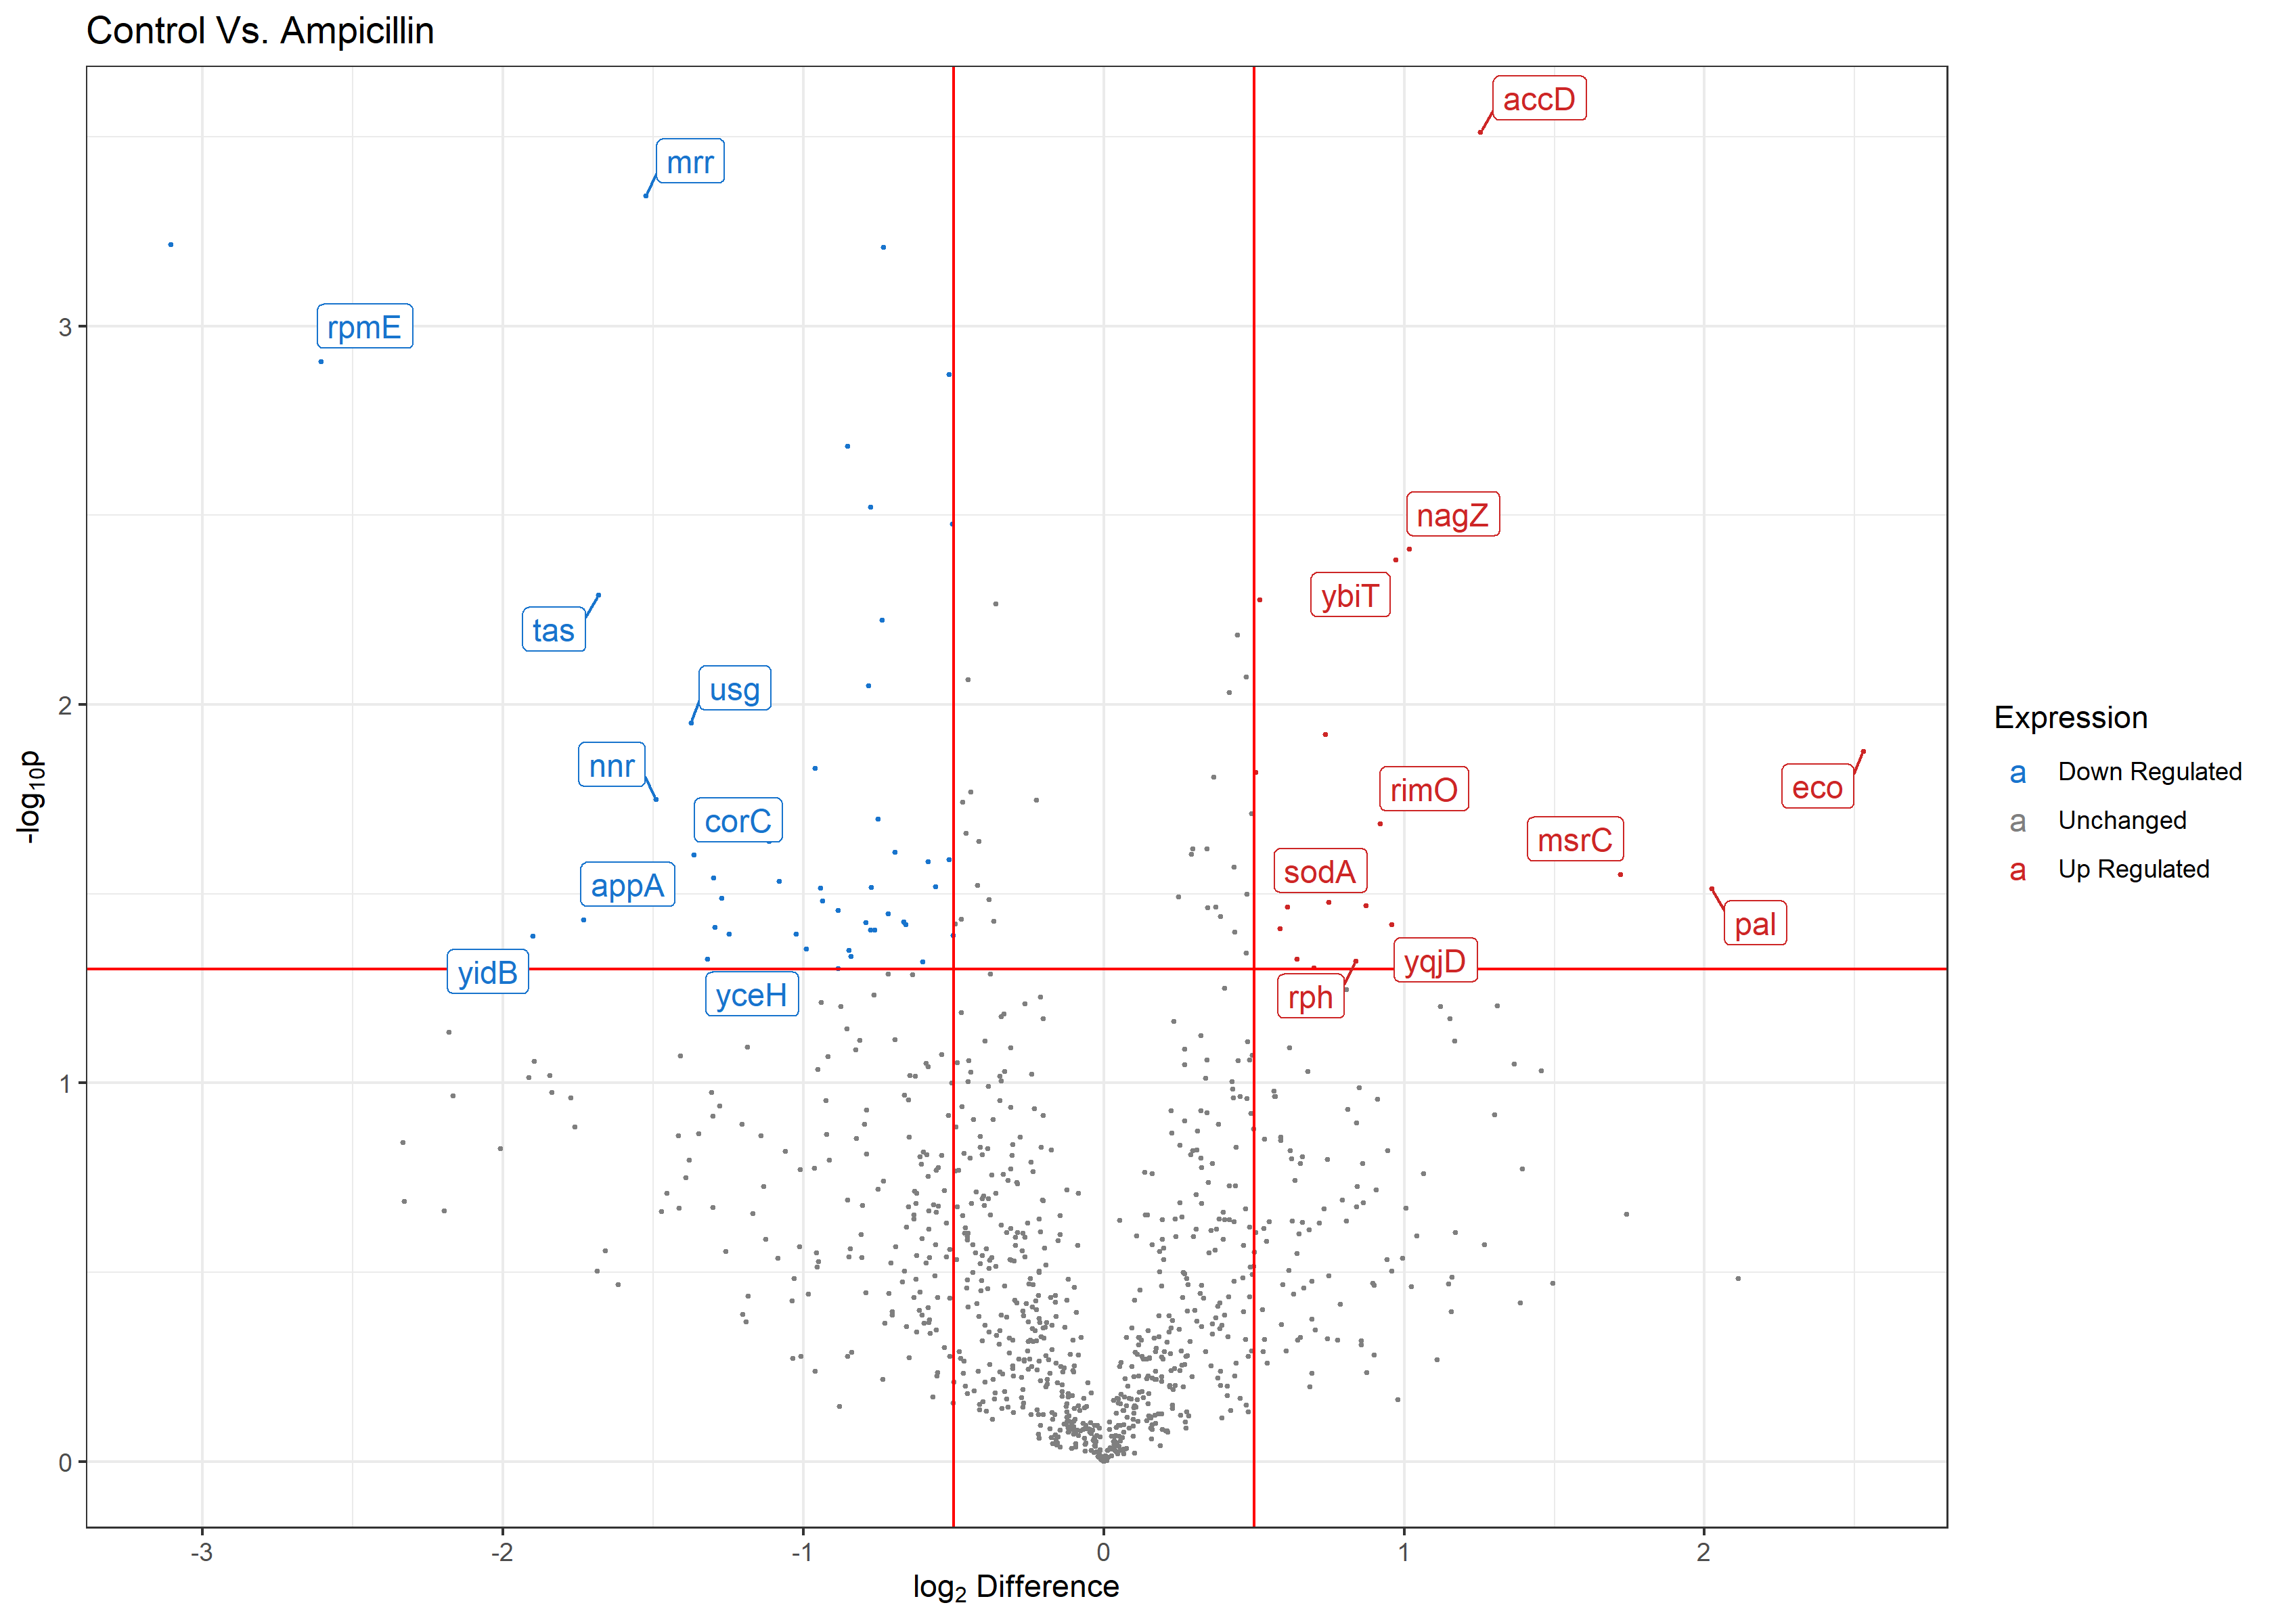 Control Vs. Ampicillin
accD
mrr
rpmE
nagZ
ybiT
tas
usg
nnr
rimO
eco
corC
msrC
sodA
appA
pal
yqjD
yidB
yceH
rph
3
2
1
0
-log10p
-3
-2
-1
0
1
2
log2 Difference
Expression
a Down Regulated
a Unchanged
a Up Regulated